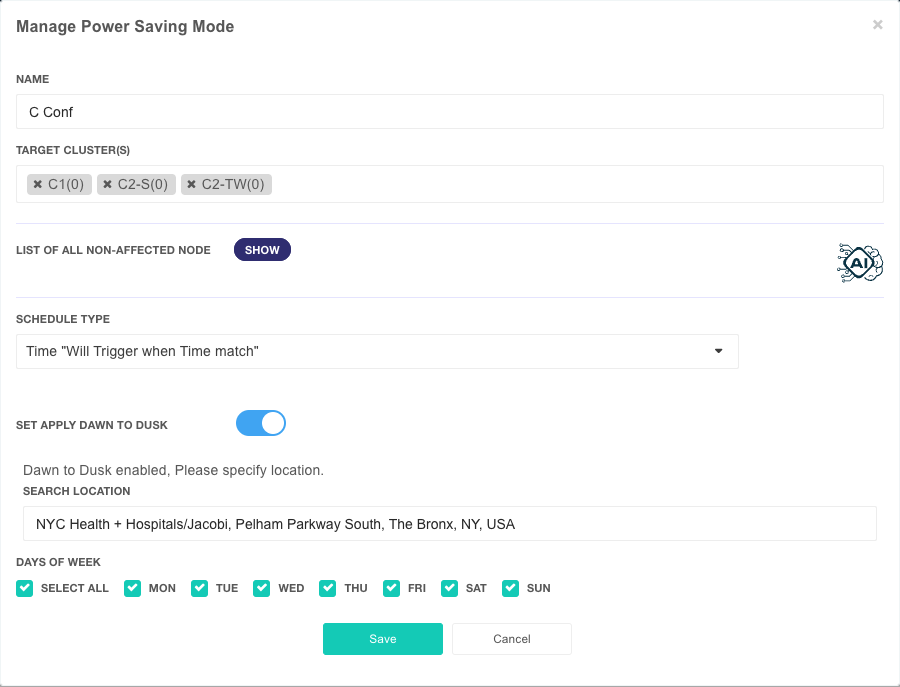 Manage Power Saving Mode
×
NAME
C Conf
TARGET CLUSTER(S)
✖ C1(0) ✖ C2-S(0) ✖ C2-TW(0)
LIST OF ALL NON-AFFECTED NODE SHOW
AI
SCHEDULE TYPE
Time "Will Trigger when Time match"
SET APPLY DAWN TO DUSK
Dawn to Dusk enabled, Please specify location.
SEARCH LOCATION
NYC Health + Hospitals/Jacobi, Pelham Parkway South, The Bronx, NY, USA
DAYS OF WEEK
SELECT ALL MON TUE WED THU FRI SAT SUN
Save Cancel